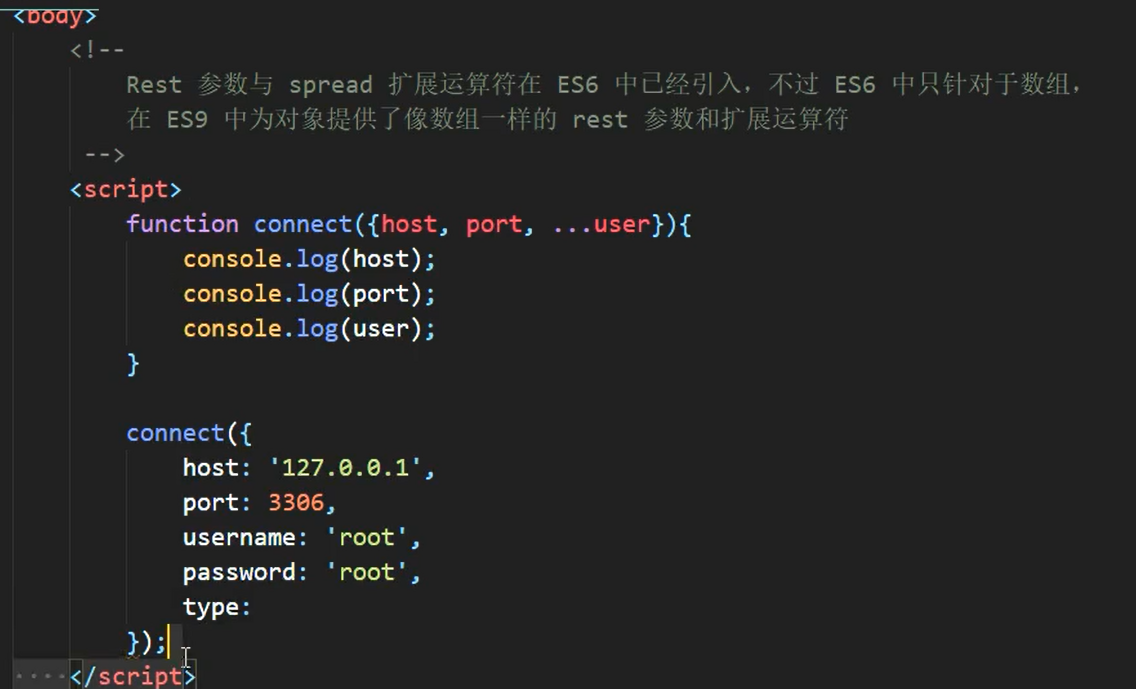 <body>
<!--
Rest 参数与 spread 扩展运算符在 ES6 中已经引入，不过 ES6 中只针对于数组，
在 ES9 中为对象提供了像数组一样的 rest 参数和扩展运算符
-->
<script>
function connect({host, port, ...user}){
console.log(host);
console.log(port);
console.log(user);
}
connect({
host: '127.0.0.1',
port: 3306,
username: 'root',
password: 'root',
type:
});
</script>